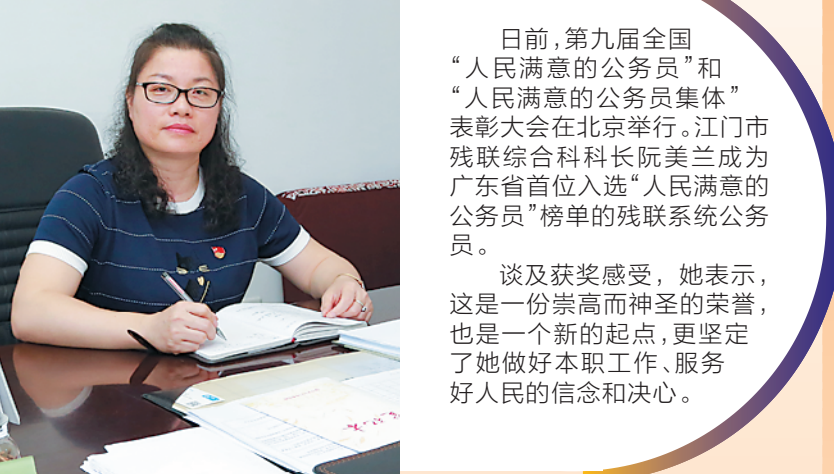 日前，第九届全国
“人民满意的公务员”和
“人民满意的公务员集体”
表彰大会在北京举行。江门市
残联综合科科长阮美兰成为
广东省首位入选“人民满意的
公务员”榜单的残联系统公务
员。
谈及获奖感受，她表示，
这是一份崇高而神圣的荣誉，
也是一个新的起点，更坚定
了她做好本职工作、服务
好人民的信念和决心。